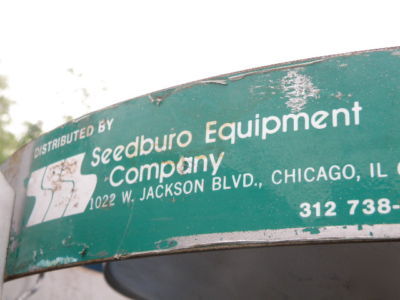 DISTRIBUTED BY
Seedburo Equipment
Company
1022 W. JACKSON BLVD., CHICAGO, IL
312 738-